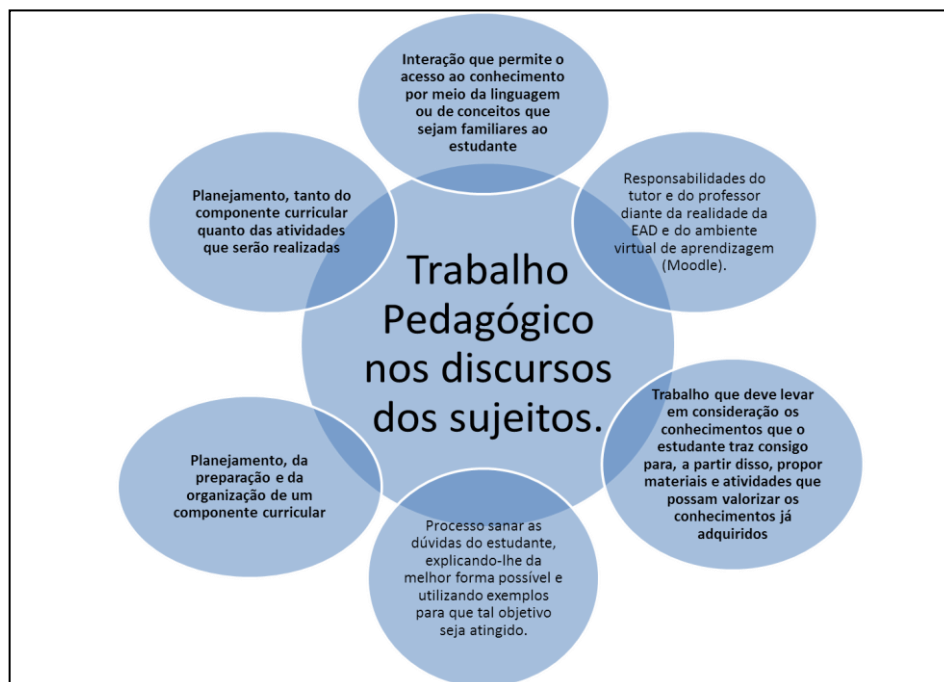 Interação que permite o
acesso ao conhecimento
por meio da linguagem
ou de conceitos que
sejam familiares ao
estudante
Responsabilidades do
tutor e do professor
diante da realidade da
EAD e do ambiente
virtual de aprendizagem
(Moodle).
Trabalho que deve levar
em consideração os
conhecimentos que o
estudante traz consigo
para, a partir disso, propor
materiais e atividades que
possam valorizar os
conhecimentos já
adquiridos
Processo sanar as
dúvidas do estudante,
explicando-lhe da
melhor forma possível e
utilizando exemplos
para que tal objetivo
seja atingido.
Planejamento, da
preparação e da
organização de um
componente curricular
Planejamento, tanto do
componente curricular
quanto das atividades
que serão realizadas
Trabalho
Pedagógico
nos discursos
dos sujeitos.